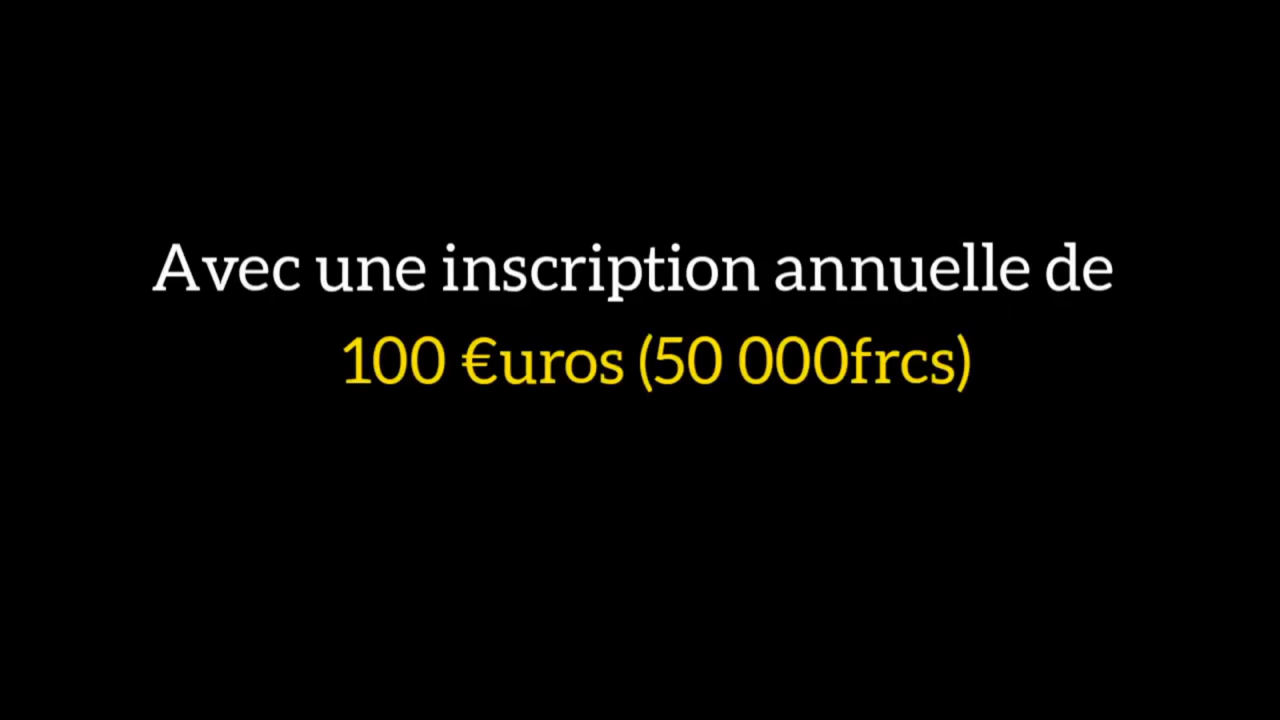 Avec une inscription annuelle de
100 €uros (50 000frcs)